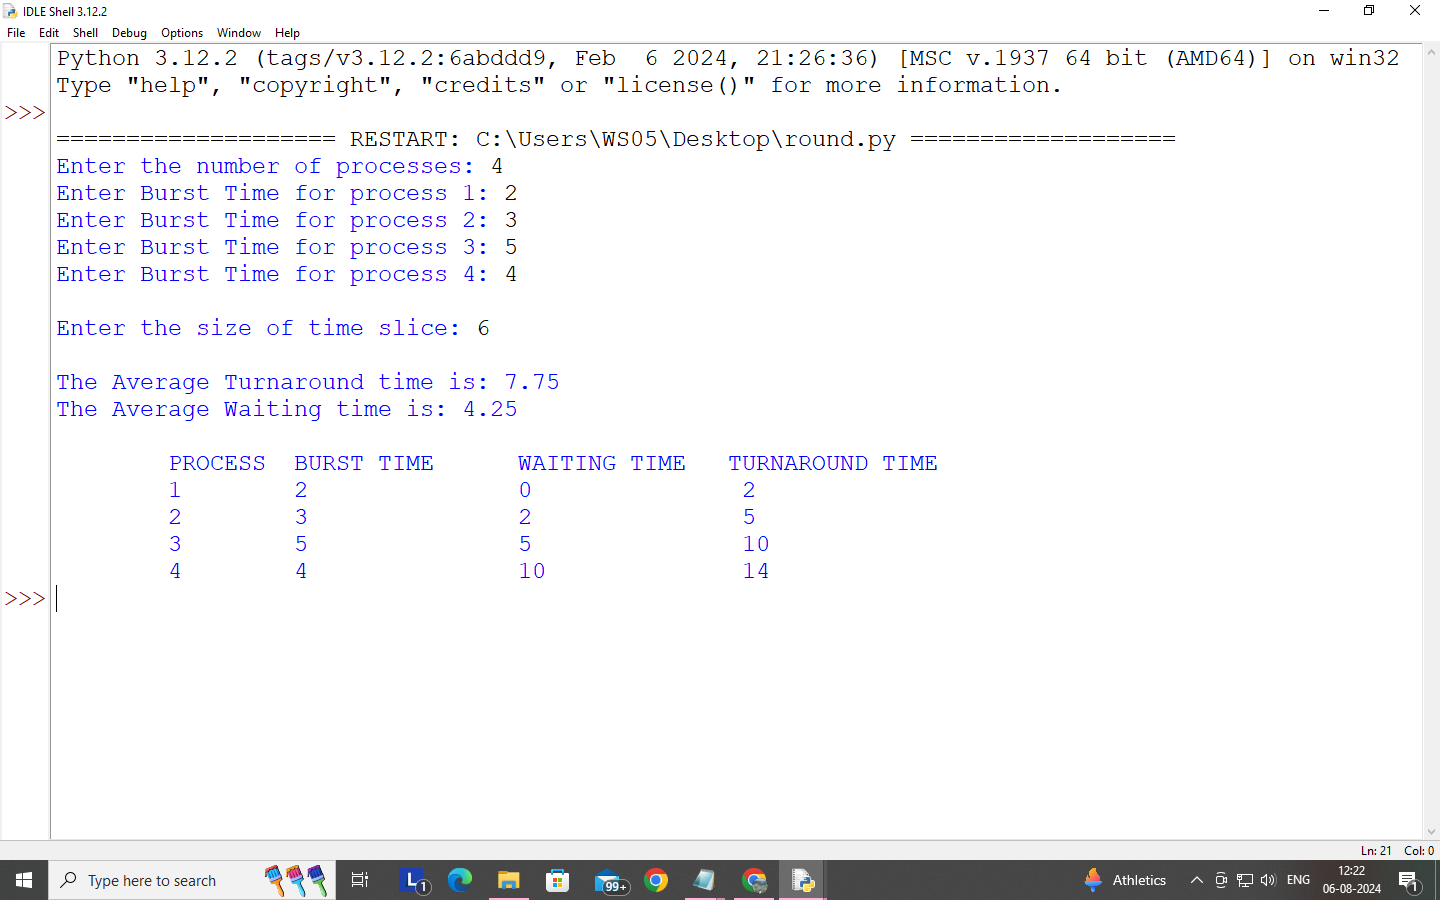 IDLE Shell 3.12.2
File Edit Shell Debug Options Window Help
Python 3.12.2 (tags/v3.12.2:6abddd9, Feb  6 2024, 21:26:36) [MSC v.1937 64 bit (AMD64)] on win32
Type "help", "copyright", "credits" or "license()" for more information.
>>>
==================== RESTART: C:\Users\WS05\Desktop\round.py ===================
Enter the number of processes: 4
Enter Burst Time for process 1: 2
Enter Burst Time for process 2: 3
Enter Burst Time for process 3: 5
Enter Burst Time for process 4: 4
Enter the size of time slice: 6
The Average Turnaround time is: 7.75
The Average Waiting time is: 4.25
PROCESS BURST TIME WAITING TIME TURNAROUND TIME
1 2 0 2
2 3 2 5
3 5 5 10
4 4 10 14
>>>
Ln: 21 Col: 0
Type here to search L 1 99+ Athletics ENG 12:22 1
06-08-2024